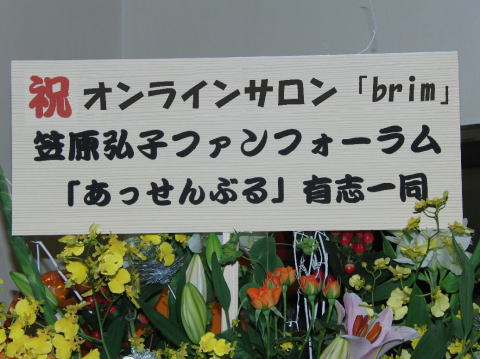 祝 オンラインサロン「brim」
笠原弘子ファンフォーラム
「あっせんぶる」有志一同